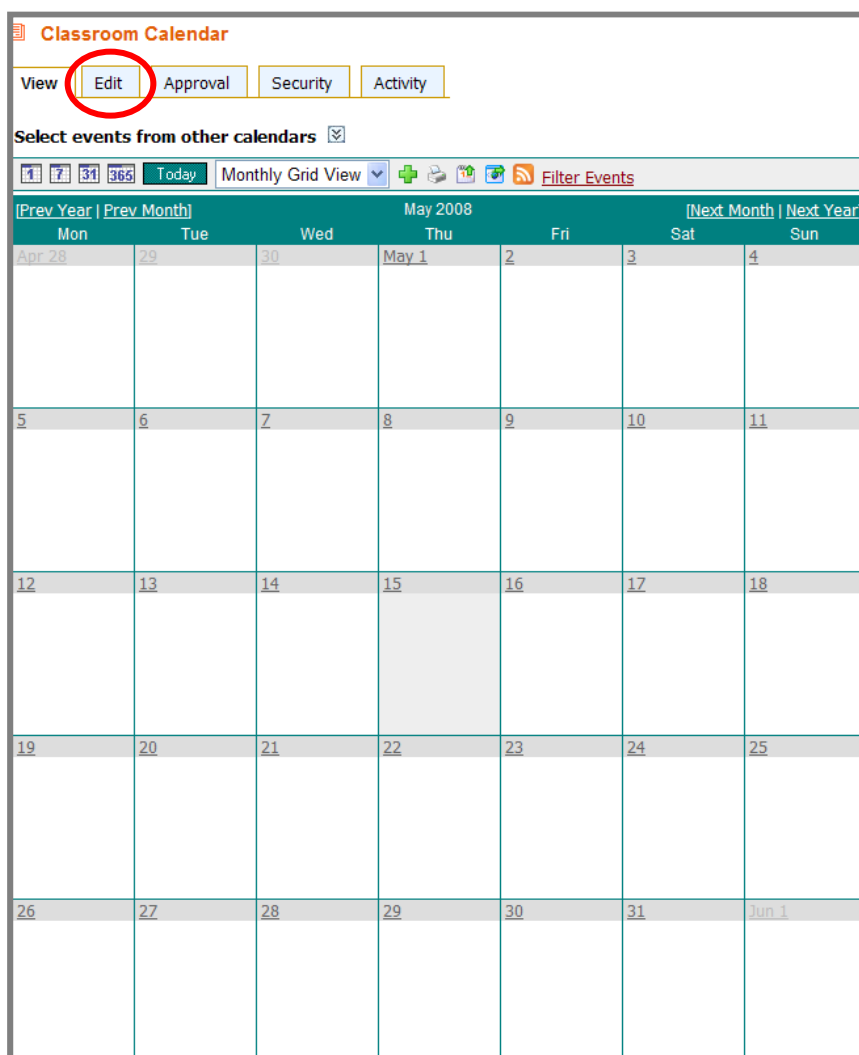 Classroom Calendar
View Edit Approval Security Activity
Select events from other calendars
1 7 31 365 Today Monthly Grid View Filter Events
[Prev Year | Prev Month] May 2008 [Next Month | Next Year]
Mon Tue Wed Thu Fri Sat Sun
Apr 28 29 30 May 1 2 3 4
5 6 7 8 9 10 11
12 13 14 15 16 17 18
19 20 21 22 23 24 25
26 27 28 29 30 31 Jun 1